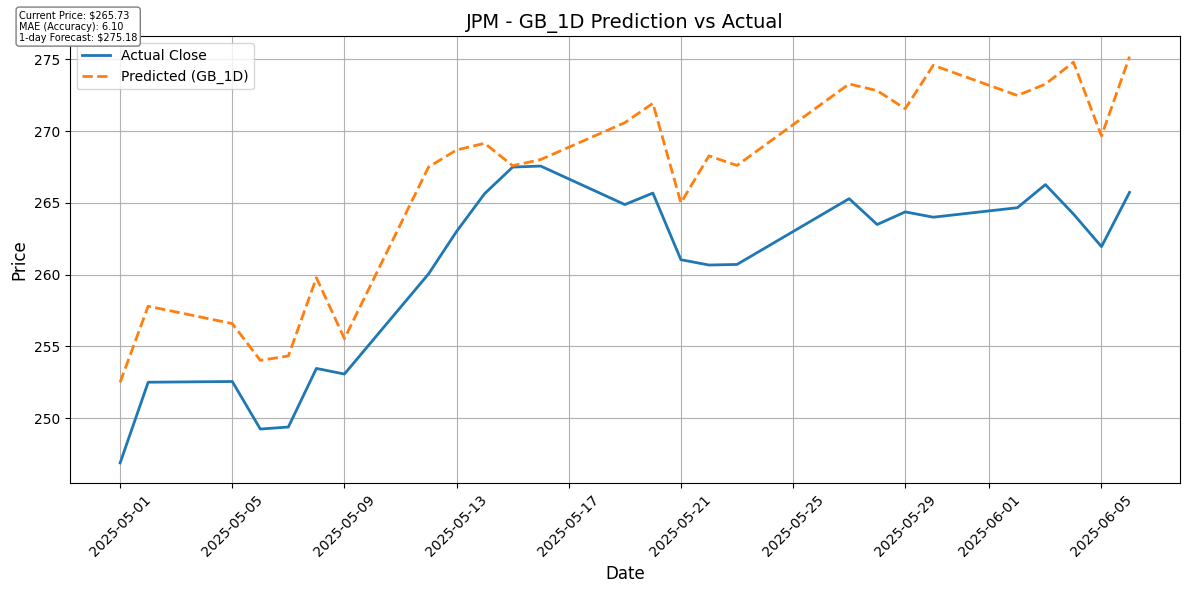 JPM - GB_1D Prediction vs Actual
Current Price: $265.73
MAE (Accuracy): 6.10
1-day Forecast: $275.18
Actual Close
Predicted (GB_1D)
275
270
265
260
255
250
Price
2025-05-01
2025-05-05
2025-05-09
2025-05-13
2025-05-17
2025-05-21
2025-05-25
2025-05-29
2025-06-01
2025-06-05
Date